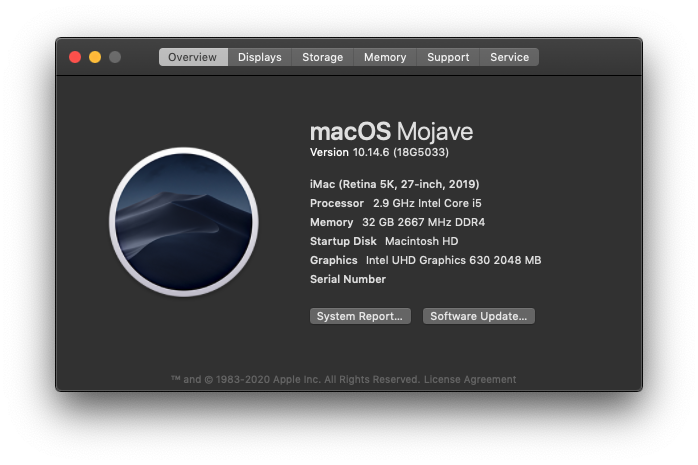 Overview Displays Storage Memory Support Service
macOS Mojave
Version 10.14.6 (18G5033)
iMac (Retina 5K, 27-inch, 2019)
Processor 2.9 GHz Intel Core i5
Memory 32 GB 2667 MHz DDR4
Startup Disk Macintosh HD
Graphics Intel UHD Graphics 630 2048 MB
Serial Number
System Report... Software Update...
™ and © 1983-2020 Apple Inc. All Rights Reserved. License Agreement